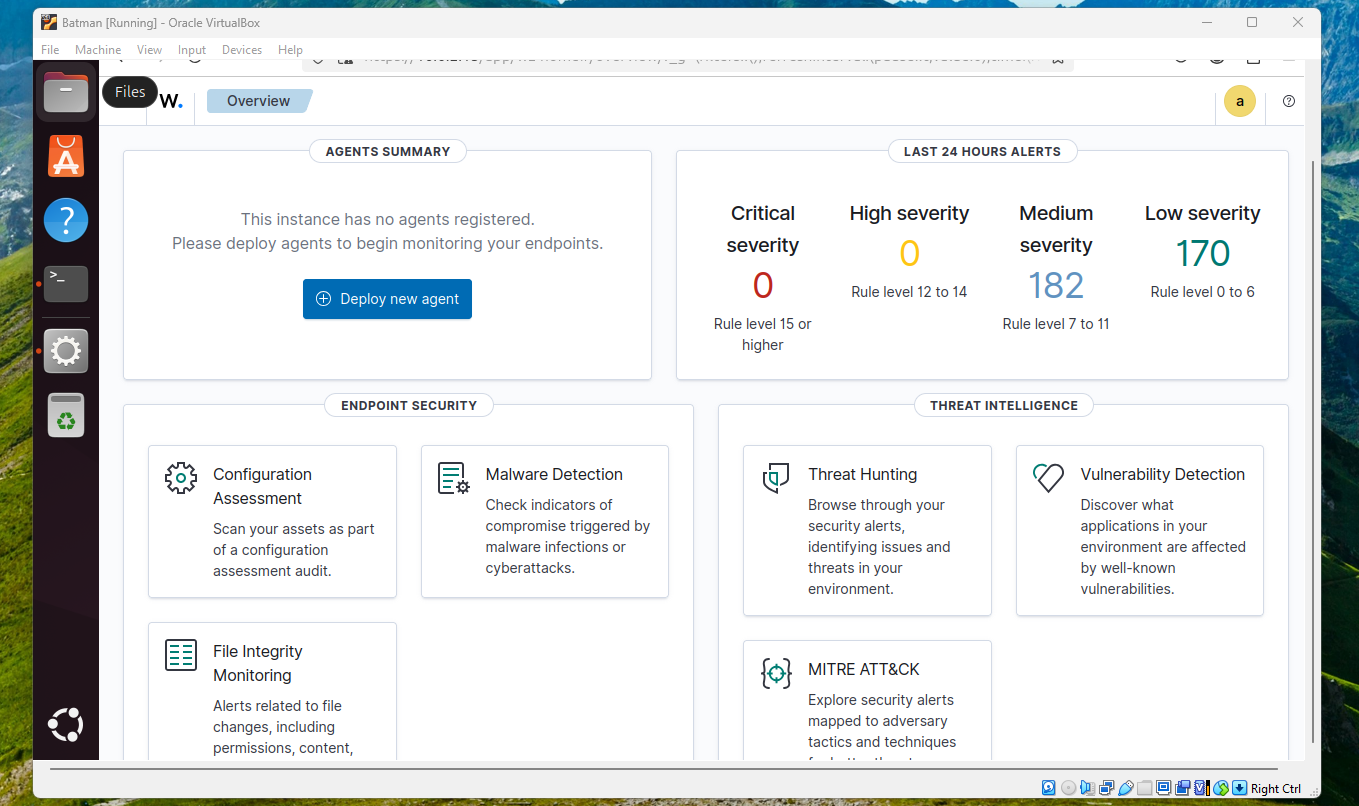 Batman [Running] - Oracle VirtualBox
File Machine View Input Devices Help
Files
W.
Overview
a
?
AGENTS SUMMARY
This instance has no agents registered.
Please deploy agents to begin monitoring your endpoints.
Deploy new agent
LAST 24 HOURS ALERTS
Critical
severity
0
Rule level 15 or
higher
High severity
0
Rule level 12 to 14
Medium
severity
182
Rule level 7 to 11
Low severity
170
Rule level 0 to 6
ENDPOINT SECURITY
Configuration
Assessment
Scan your assets as part
of a configuration
assessment audit.
Malware Detection
Check indicators of
compromise triggered by
malware infections or
cyberattacks.
File Integrity
Monitoring
Alerts related to file
changes, including
permissions, content,
THREAT INTELLIGENCE
Threat Hunting
Browse through your
security alerts,
identifying issues and
threats in your
environment.
Vulnerability Detection
Discover what
applications in your
environment are affected
by well-known
vulnerabilities.
MITRE ATT&CK
Explore security alerts
mapped to adversary
tactics and techniques
Right Ctrl